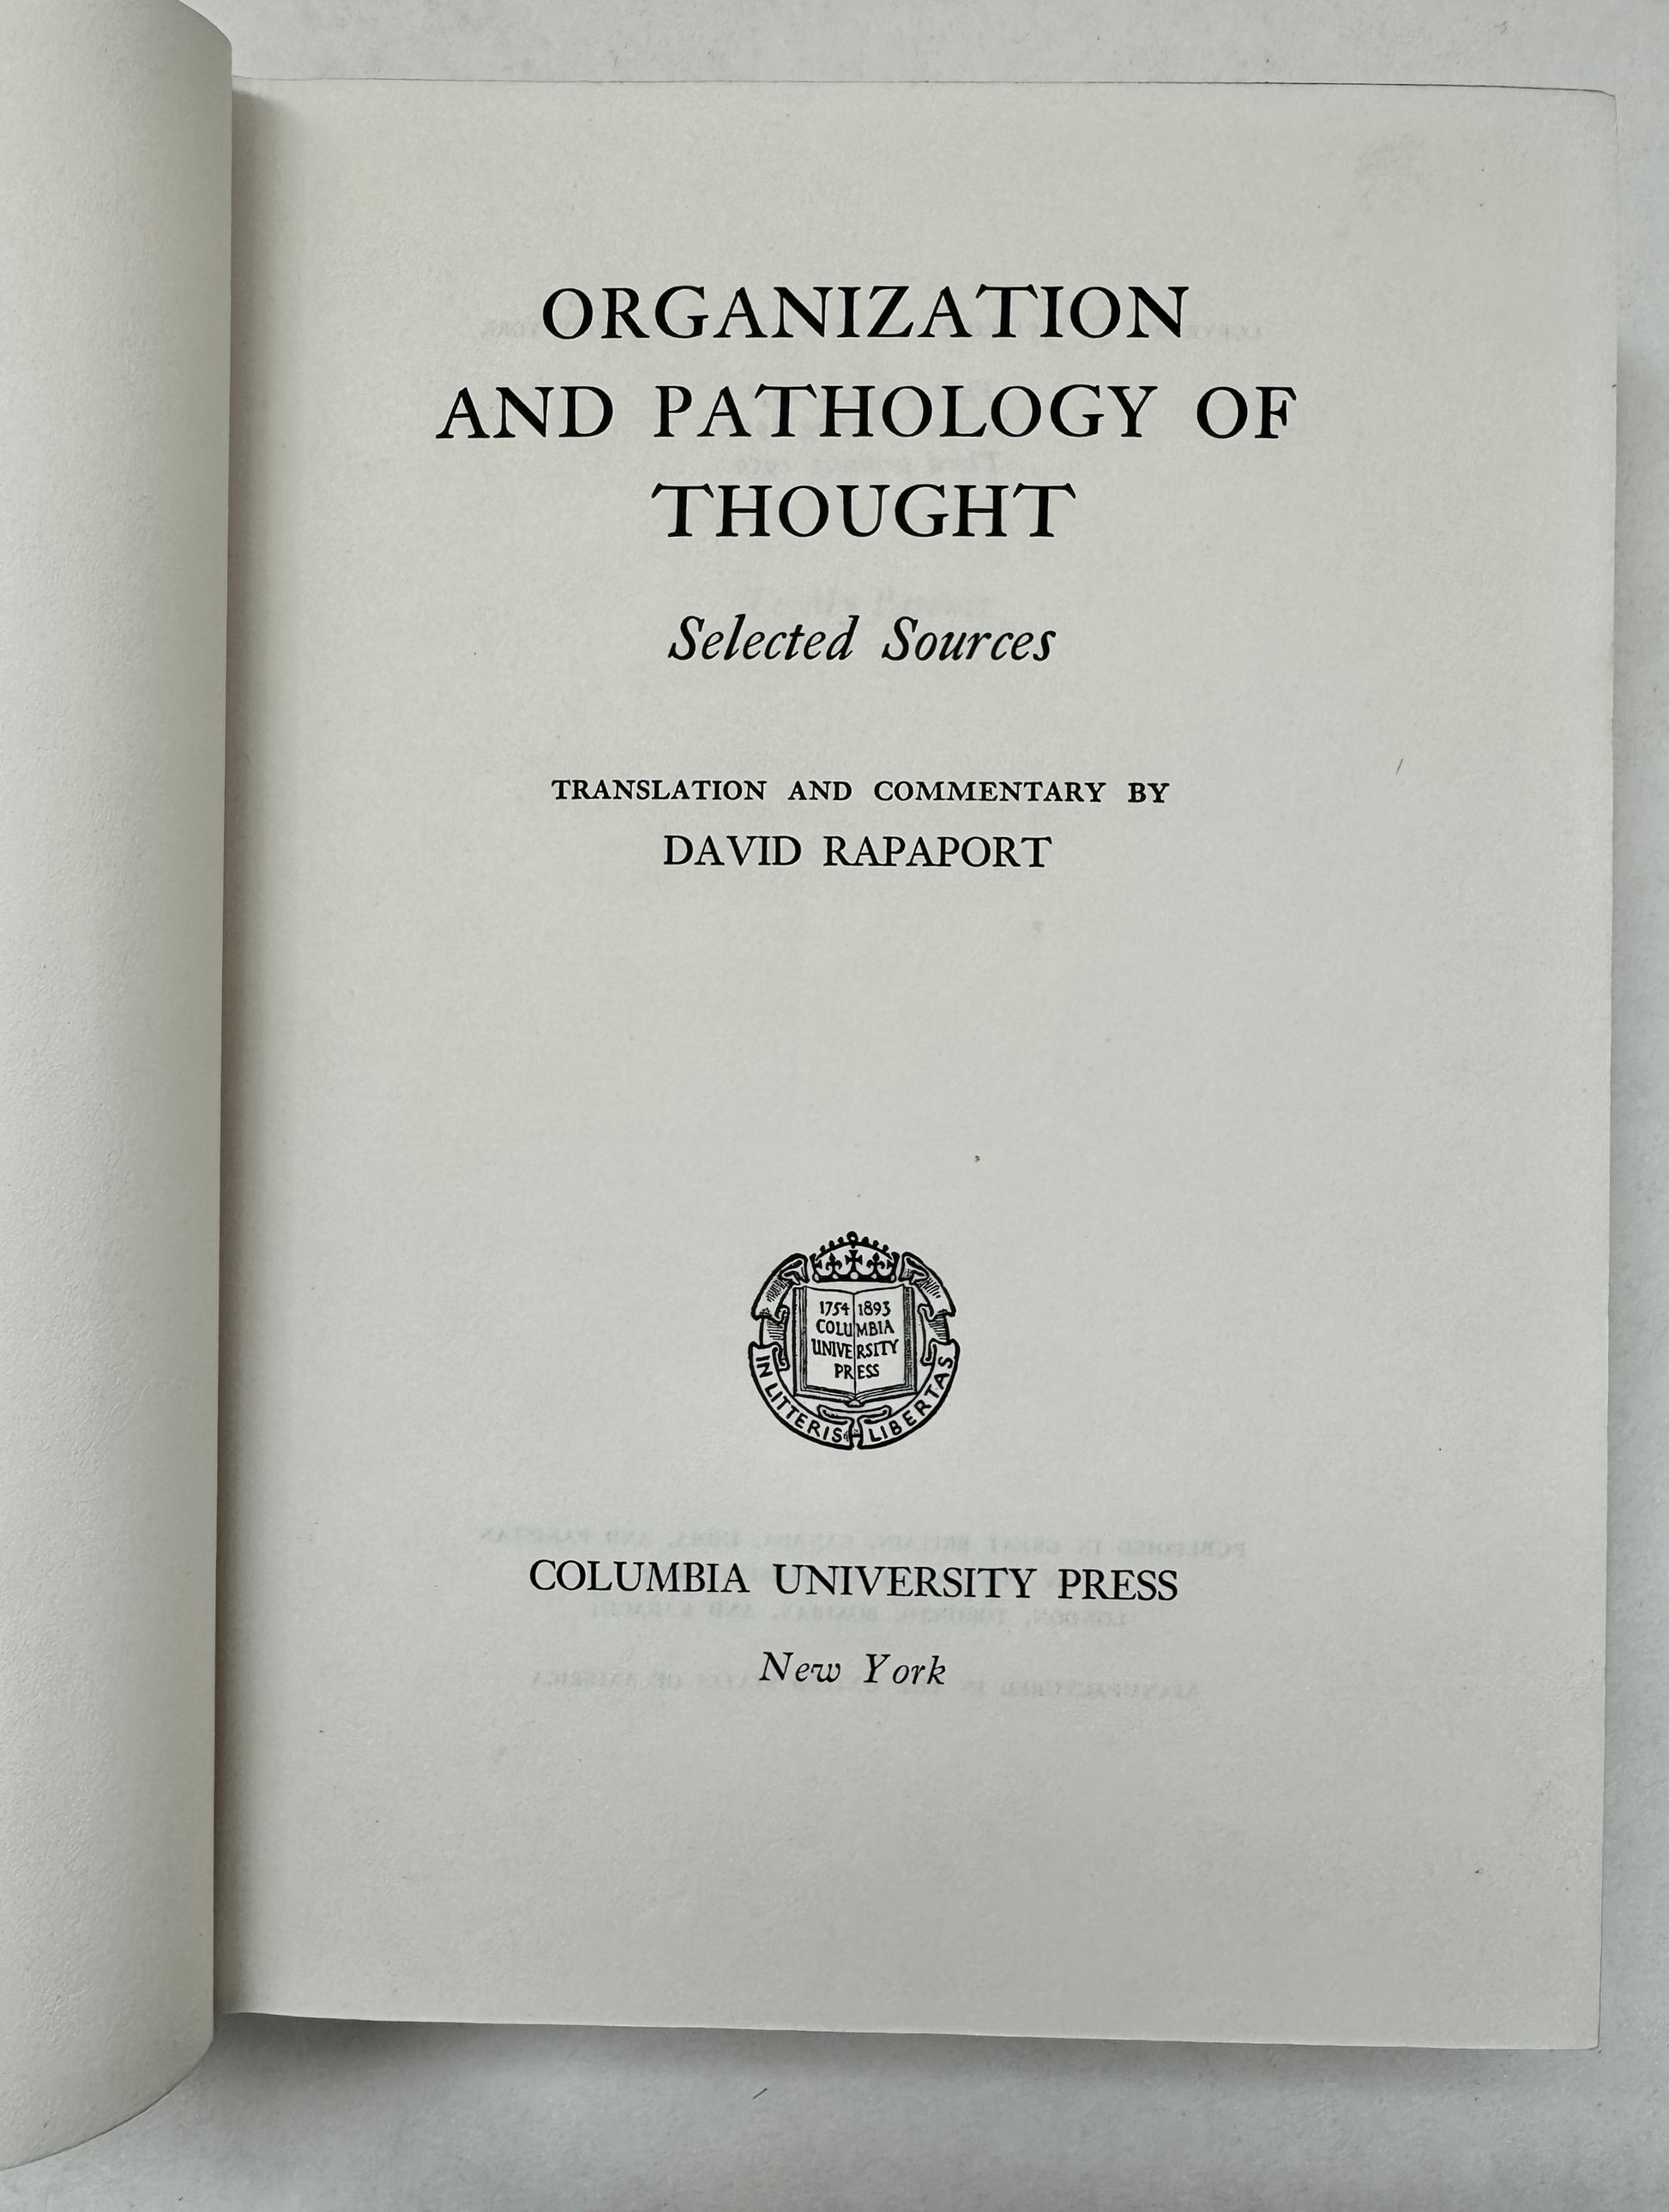 ORGANIZATION
AND PATHOLOGY OF
THOUGHT
Selected Sources
TRANSLATION AND COMMENTARY BY
DAVID RAPAPORT
1754 1893
COLUMBIA
UNIVERSITY
PRESS
IN LITTERIS LIBERTAS
COLUMBIA UNIVERSITY PRESS
New York